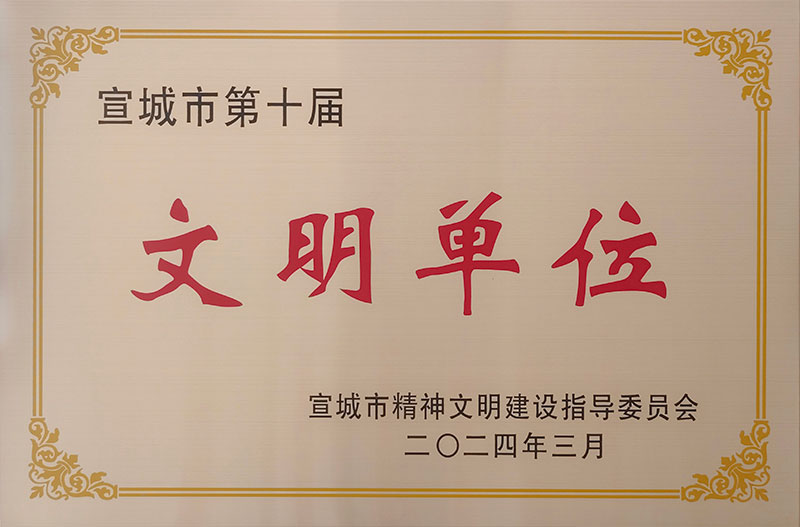 宣城市第十届
文明单位
宣城市精神文明建设指导委员会
二〇二四年三月